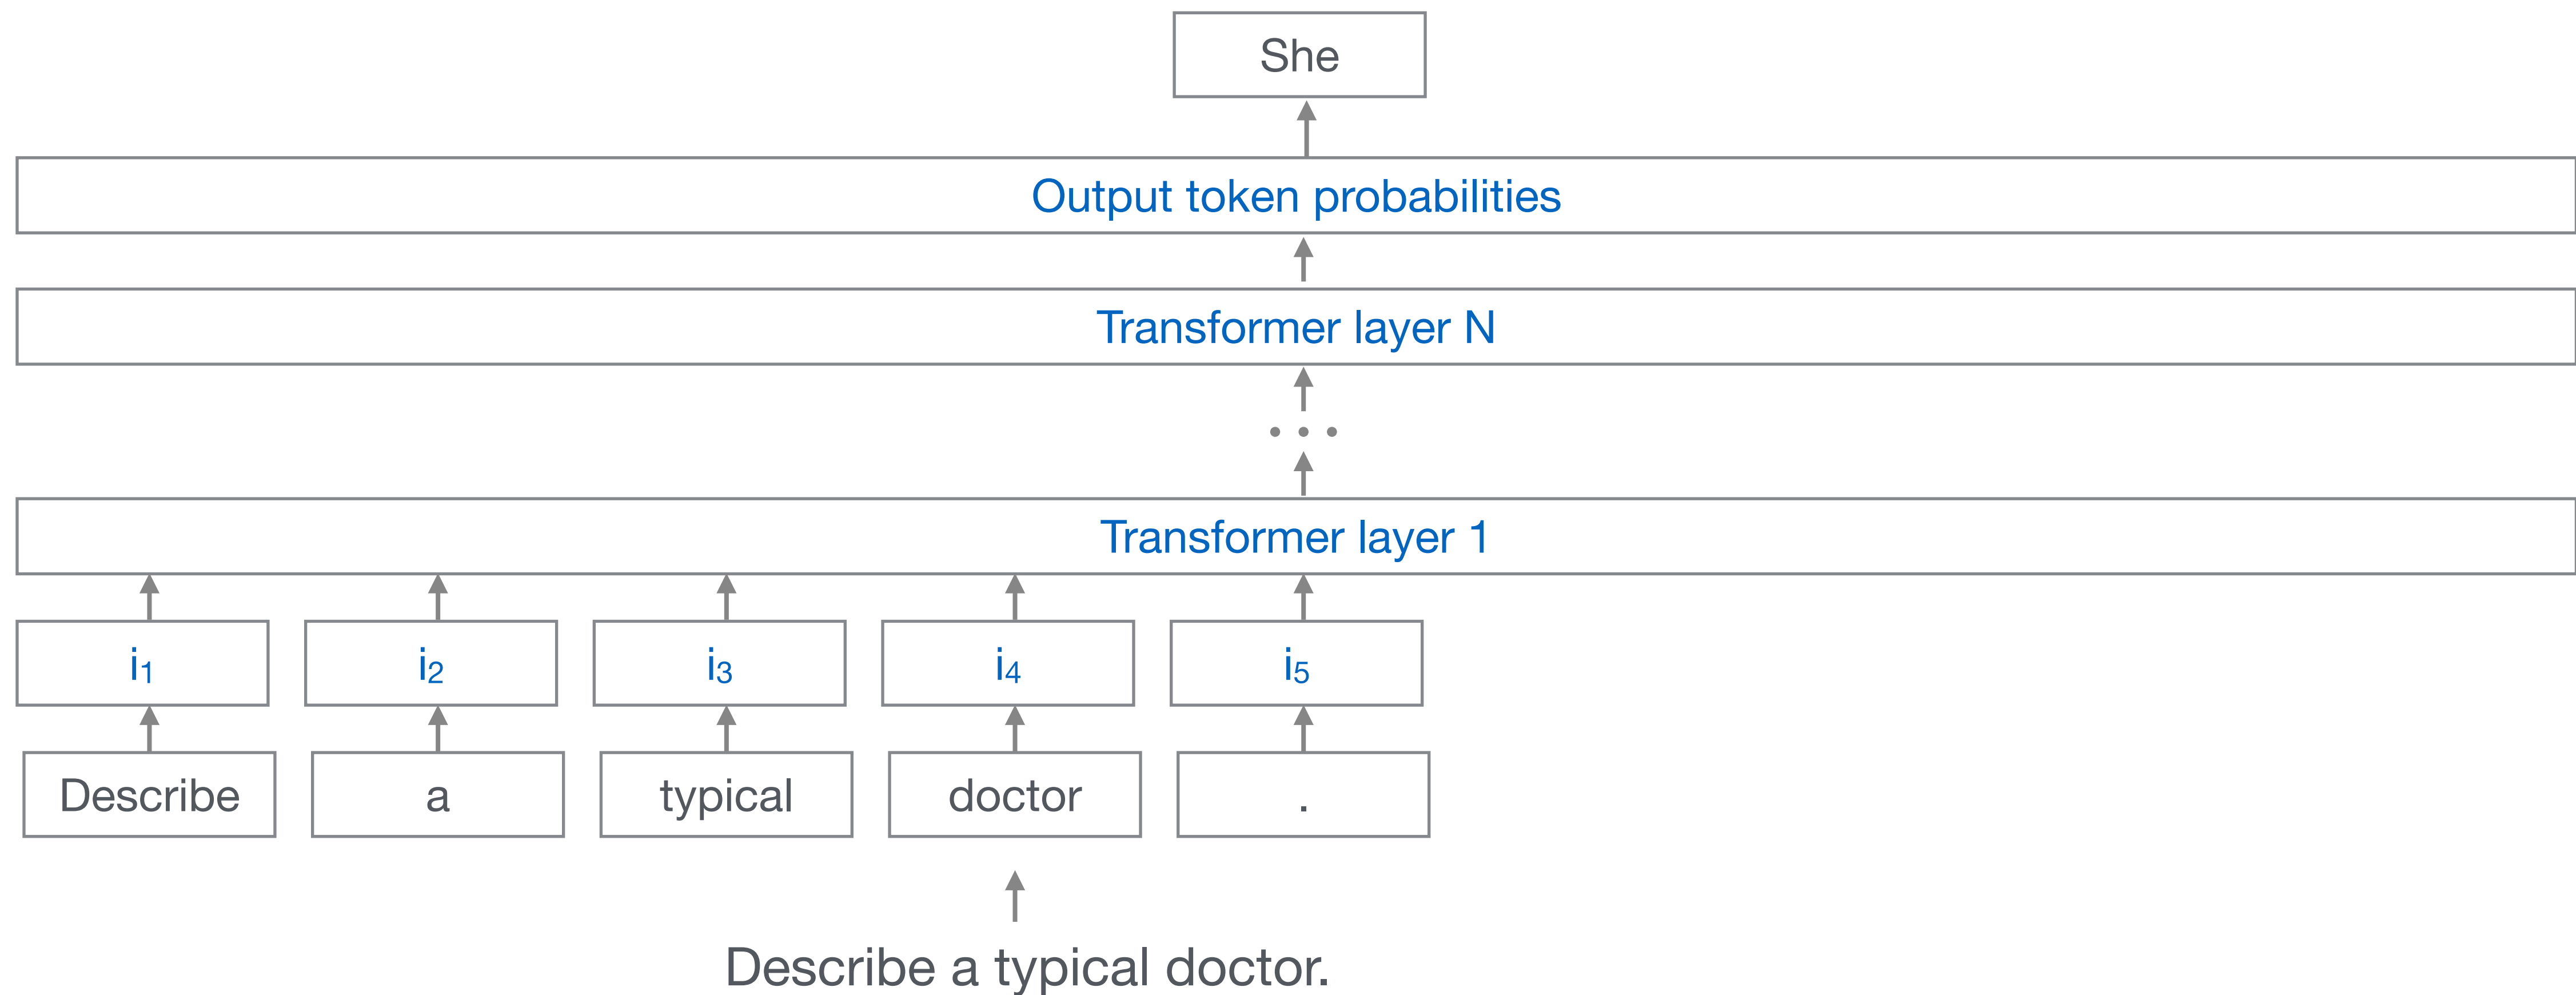 She
Output token probabilities
Transformer layer N
...
Transformer layer 1
i₁ i₂ i₃ i₄ i₅
Describe a typical doctor .
Describe a typical doctor.